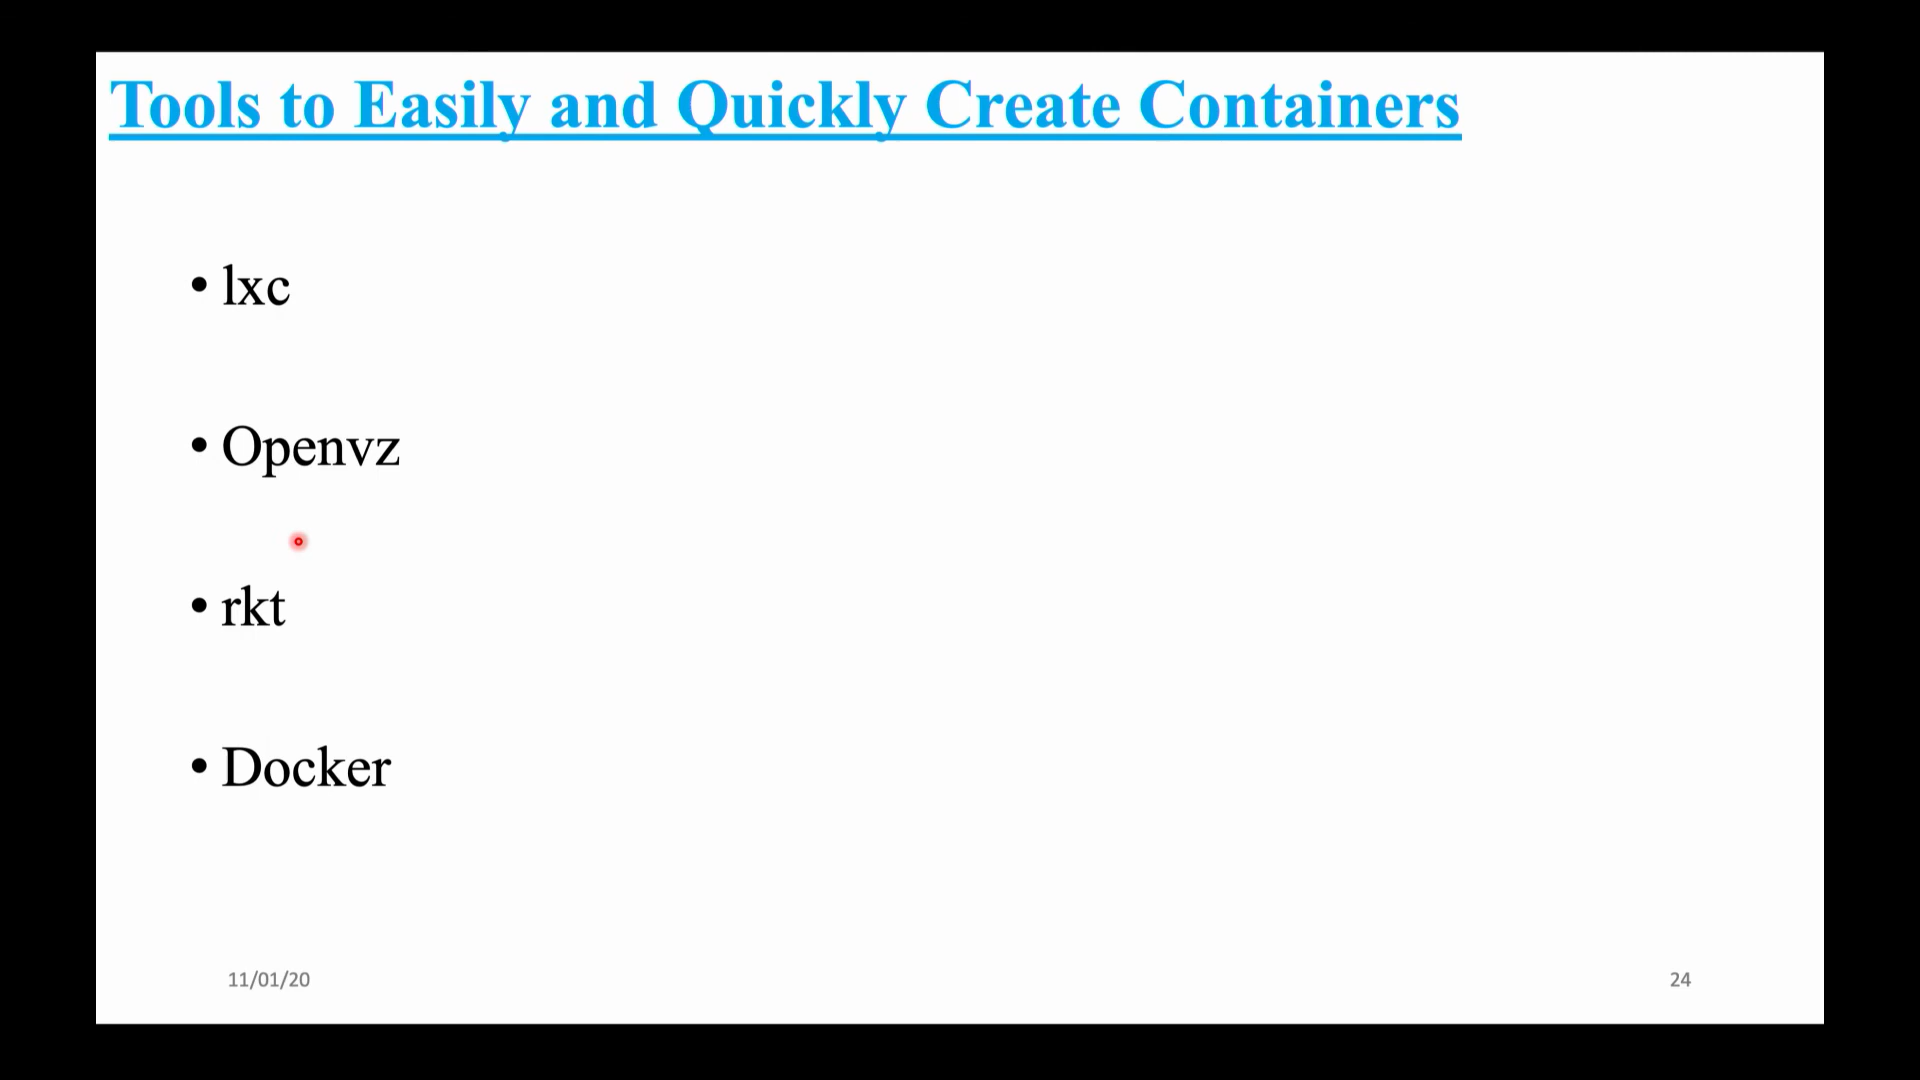 Tools to Easily and Quickly Create Containers
• lxc
• Openvz
• rkt
• Docker
11/01/20
24